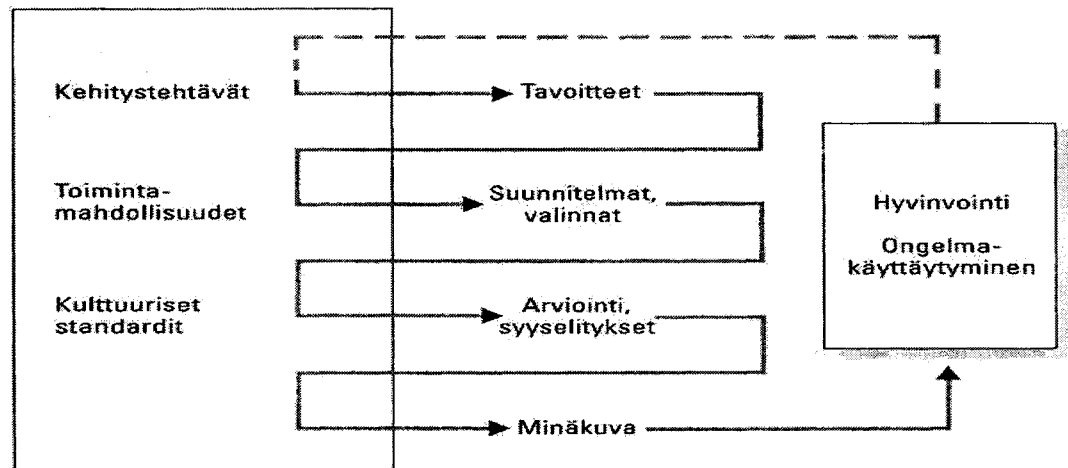 Kehitystehtävät
Tavoitteet
Toiminta-
mahdollisuudet
Suunnitelmat,
valinnat
Hyvinvointi
Ongelma-
käyttäytyminen
Kulttuuriset
standardit
Arviointi,
syyselitykset
Minäkuva